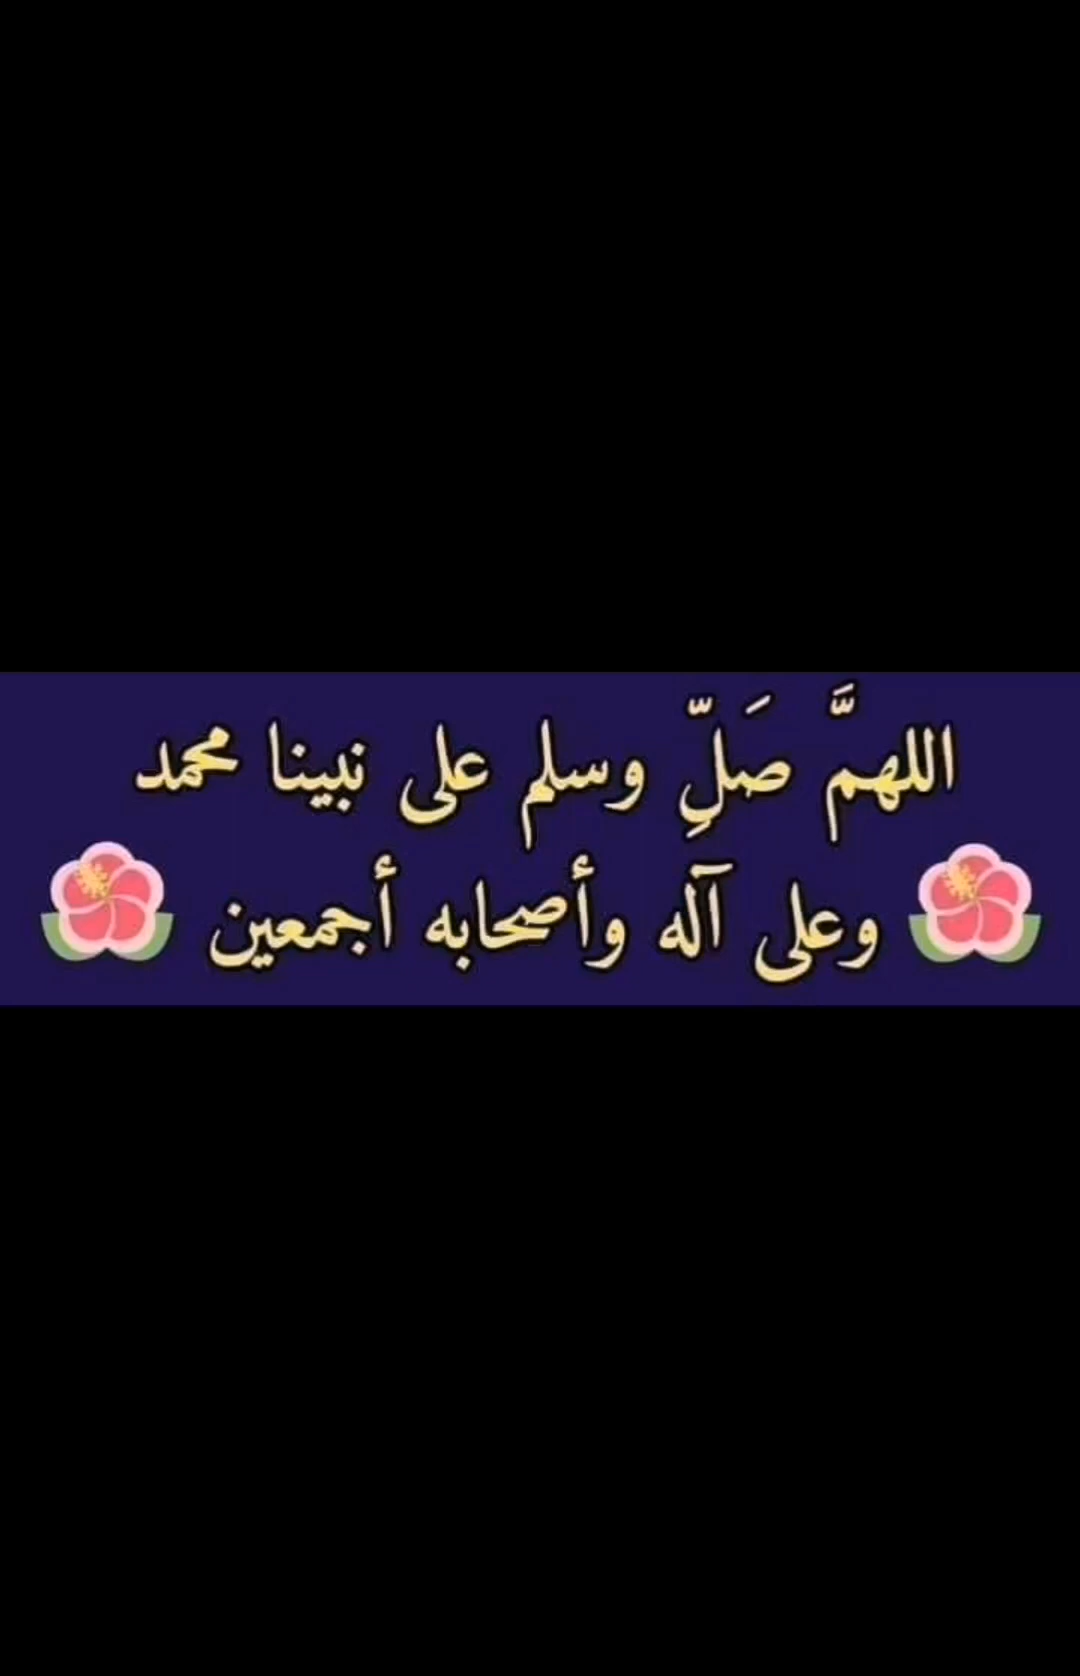 اللهمَّ صَلِّ وسلم على نبينا محمد
وعلى آله وأصحابه أجمعين